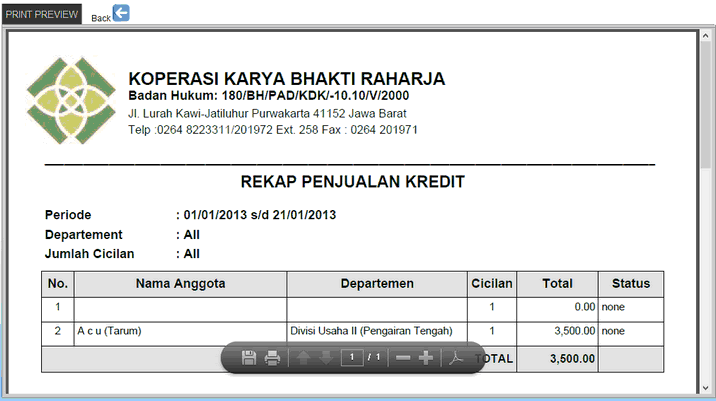 PRINT PREVIEW Back
KOPERASI KARYA BHAKTI RAHARJA
Badan Hukum: 180/BH/PAD/KDK/-10.10/V/2000
Jl. Lurah Kawi-Jatiluhur Purwakarta 41152 Jawa Barat
Telp :0264 8223311/201972 Ext. 258 Fax : 0264 201971
REKAP PENJUALAN KREDIT
Periode : 01/01/2013 s/d 21/01/2013
Departement : All
Jumlah Cicilan : All
No. Nama Anggota Departemen Cicilan Total Status
1 1 0.00 none
2 A c u (Tarum) Divisi Usaha II (Pengairan Tengah) 1 3,500.00 none
1 / 1
TOTAL 3,500.00